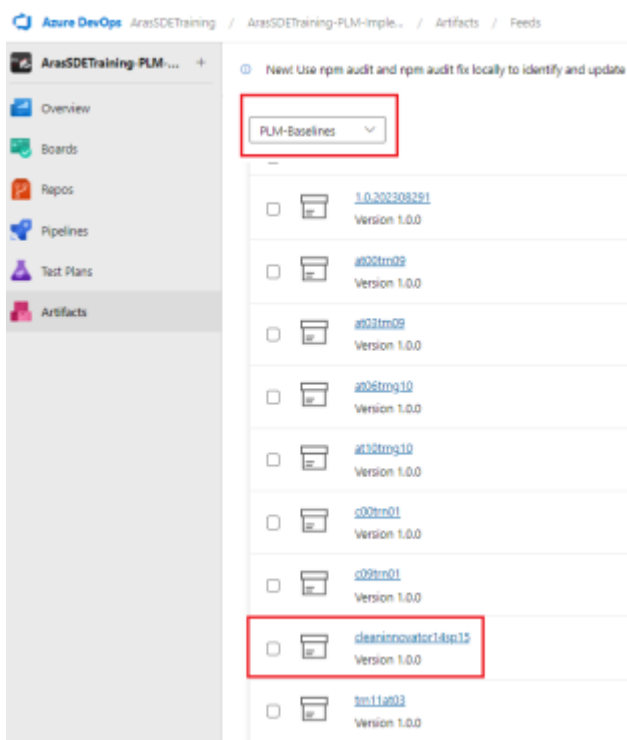 Azure DevOps ArasSDETraining / ArasSDETraining-PLM-Imple... / Artifacts / Feeds
ArasSDETraining-PLM-... +
New! Use npm audit and npm audit fix locally to identify and update
Overview
PLM-Baselines
Boards
Repos
1.0.202308291
Version 1.0.0
Pipelines
at00trn09
Version 1.0.0
Test Plans
Artifacts
at03trn09
Version 1.0.0
at06trng10
Version 1.0.0
at10trng10
Version 1.0.0
c00trn01
Version 1.0.0
c09trn01
Version 1.0.0
cleaninnovator14sp15
Version 1.0.0
trn11at03
Version 1.0.0